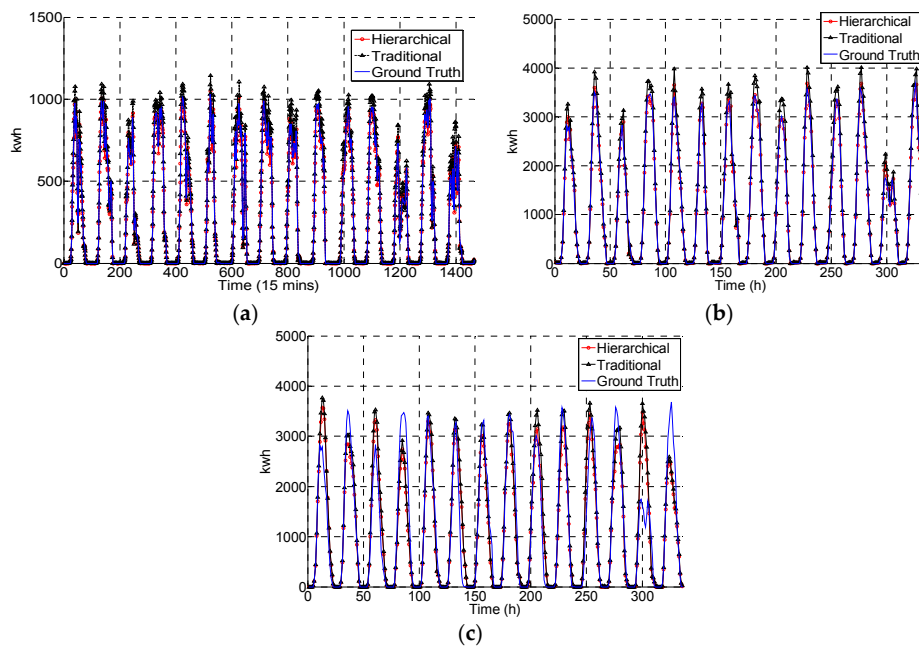 1500
1000
500
0
kwh
Hierarchical
Traditional
Ground Truth
0 200 400 600 800 1000 1200 1400
Time (15 mins)
(a)
5000
4000
3000
2000
1000
0
kwh
Hierarchical
Traditional
Ground Truth
0 50 100 150 200 250 300
Time (h)
(b)
5000
4000
3000
2000
1000
0
kwh
Hierarchical
Traditional
Ground Truth
0 50 100 150 200 250 300
Time (h)
(c)